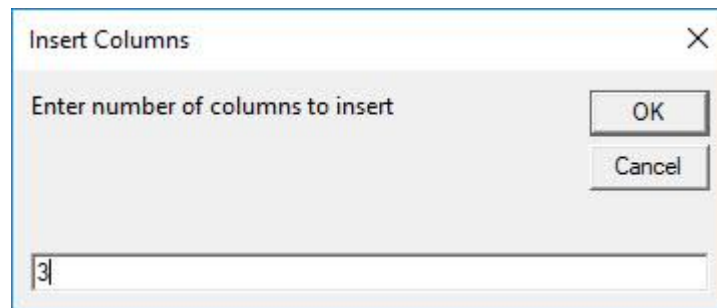 Insert Columns
Enter number of columns to insert
OK
Cancel
3